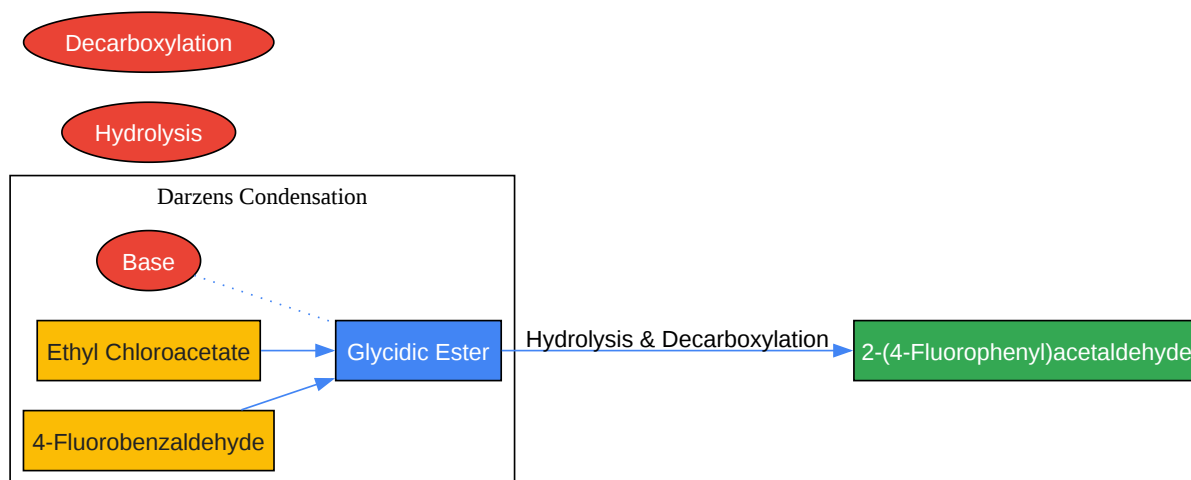 Decarboxylation
Hydrolysis
Darzens Condensation
Base
Ethyl Chloroacetate
Glycidic Ester
Hydrolysis & Decarboxylation
2-(4-Fluorophenyl)acetaldehyde
4-Fluorobenzaldehyde